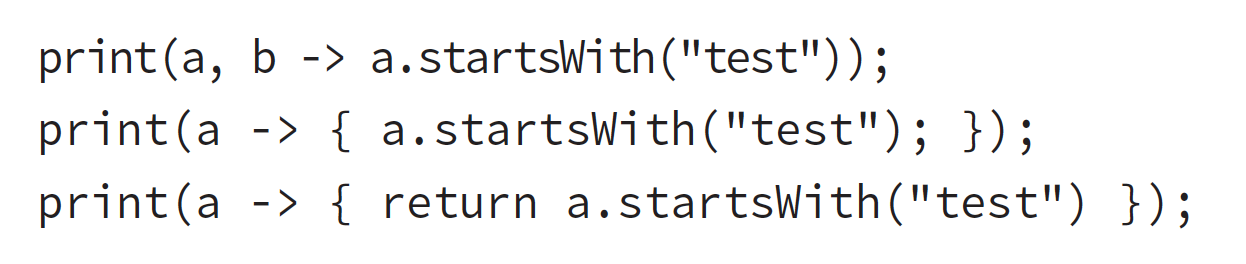 print(a, b -> a.startsWith("test"));
print(a -> { a.startsWith("test"); });
print(a -> { return a.startsWith("test") });